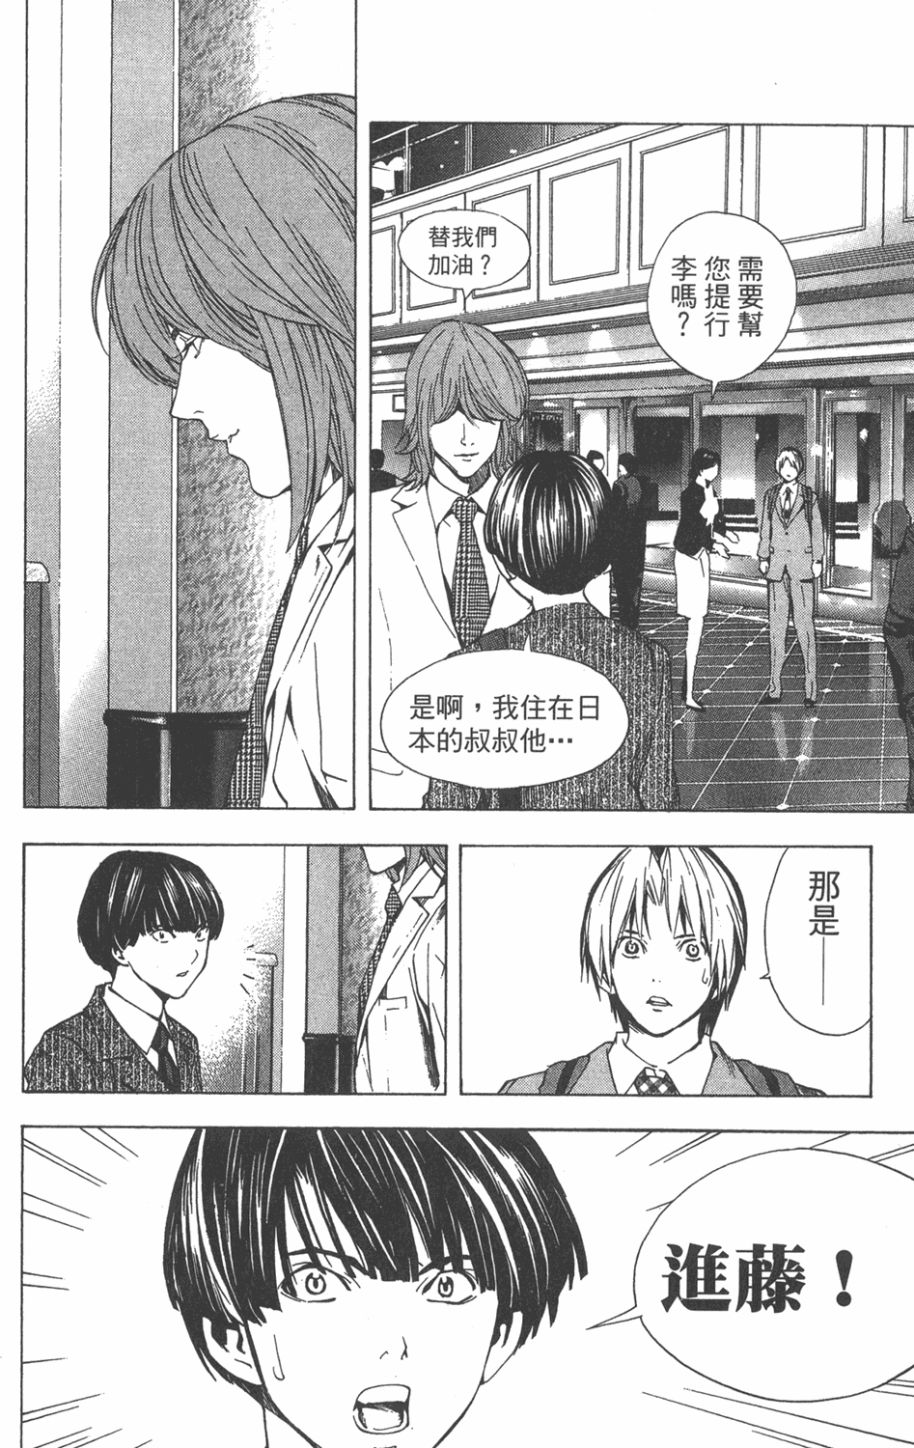 需要幫
您提行
李嗎？
替我們
加油？
是啊，我住在日
本的叔叔他…
那是——
進藤！